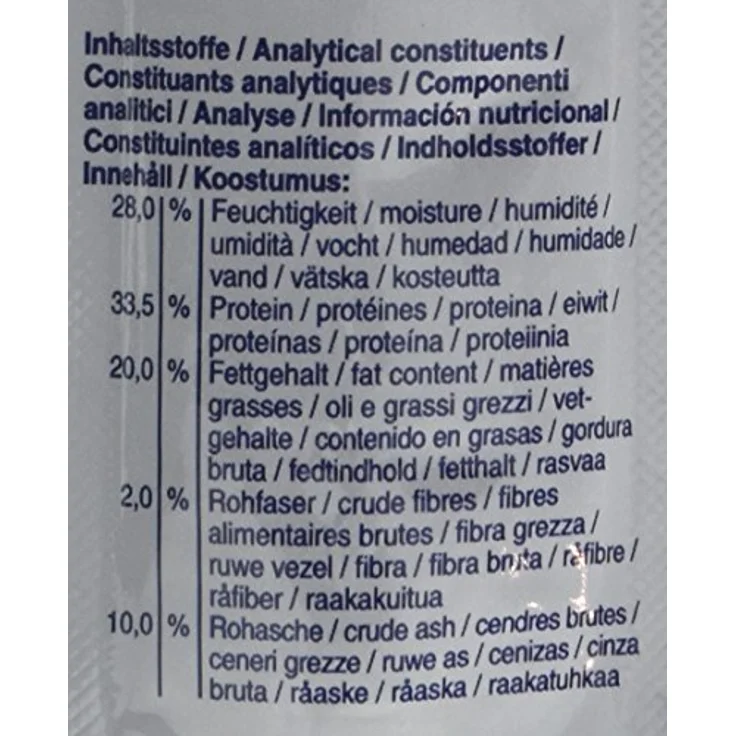 Inhaltsstoffe / Analytical constituents /
Constituants analytiques / Componenti
analitici / Analyse / Información nutricional /
Constituintes analíticos / Indholdsstoffer /
Innehåll / Koostumus:
28,0 % Feuchtigkeit / moisture / humidité /
umidità / vocht / humedad / humidade /
vand / vätska / kosteutta
33,5 % Protein / protéines / proteina / eiwit /
proteínas / proteína / proteiinia
20,0 % Fettgehalt / fat content / matières
grasses / oli e grassi grezzi / vet-
gehalte / contenido en grasas / gordura
bruta / fedtindhold / fetthalt / rasvaa
2,0 % Rohfaser / crude fibres / fibres
alimentaires brutes / fibra grezza /
ruwe vezel / fibra / fibra bruta / råfibre /
råfiber / raakakuitua
10,0 % Rohasche / crude ash / cendres brutes /
ceneri grezze / ruwe as / cenizas / cinza
bruta / råaske / råaska / raakatuhkaa